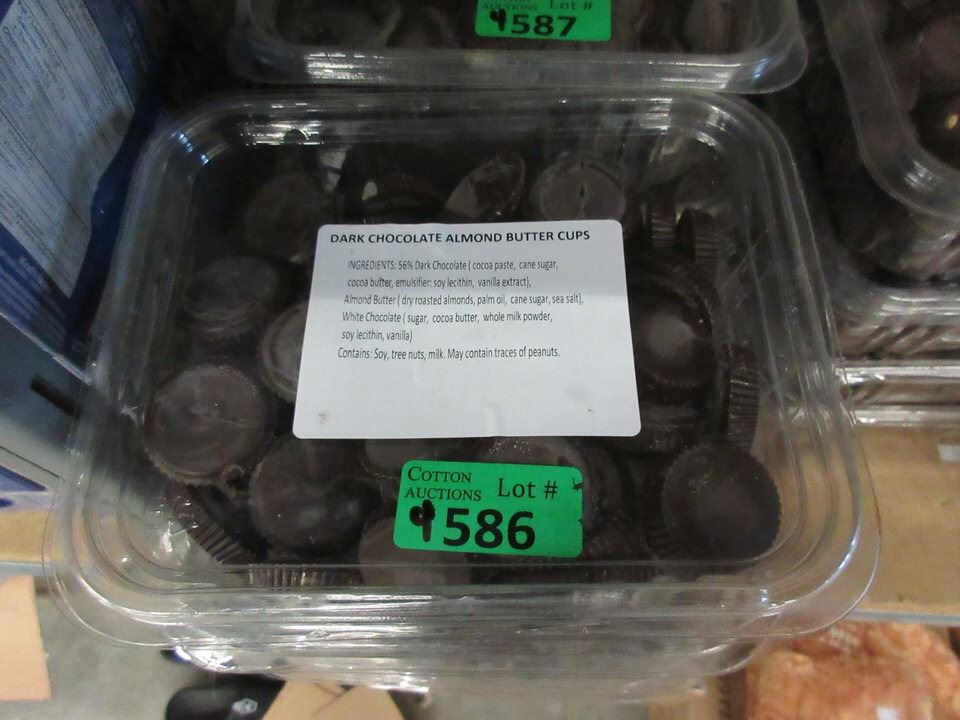 COTTON
AUCTIONS Lot #
4587
DARK CHOCOLATE ALMOND BUTTER CUPS
INGREDIENTS: 56% Dark Chocolate ( cocoa paste, cane sugar,
cocoa butter, emulsifier: soy lecithin, vanilla extract),
Almond Butter ( dry roasted almonds, palm oil, cane sugar, sea salt),
White Chocolate ( sugar, cocoa butter, whole milk powder,
soy lecithin, vanilla)
Contains: Soy, tree nuts, milk. May contain traces of peanuts.
COTTON
AUCTIONS Lot #
4586